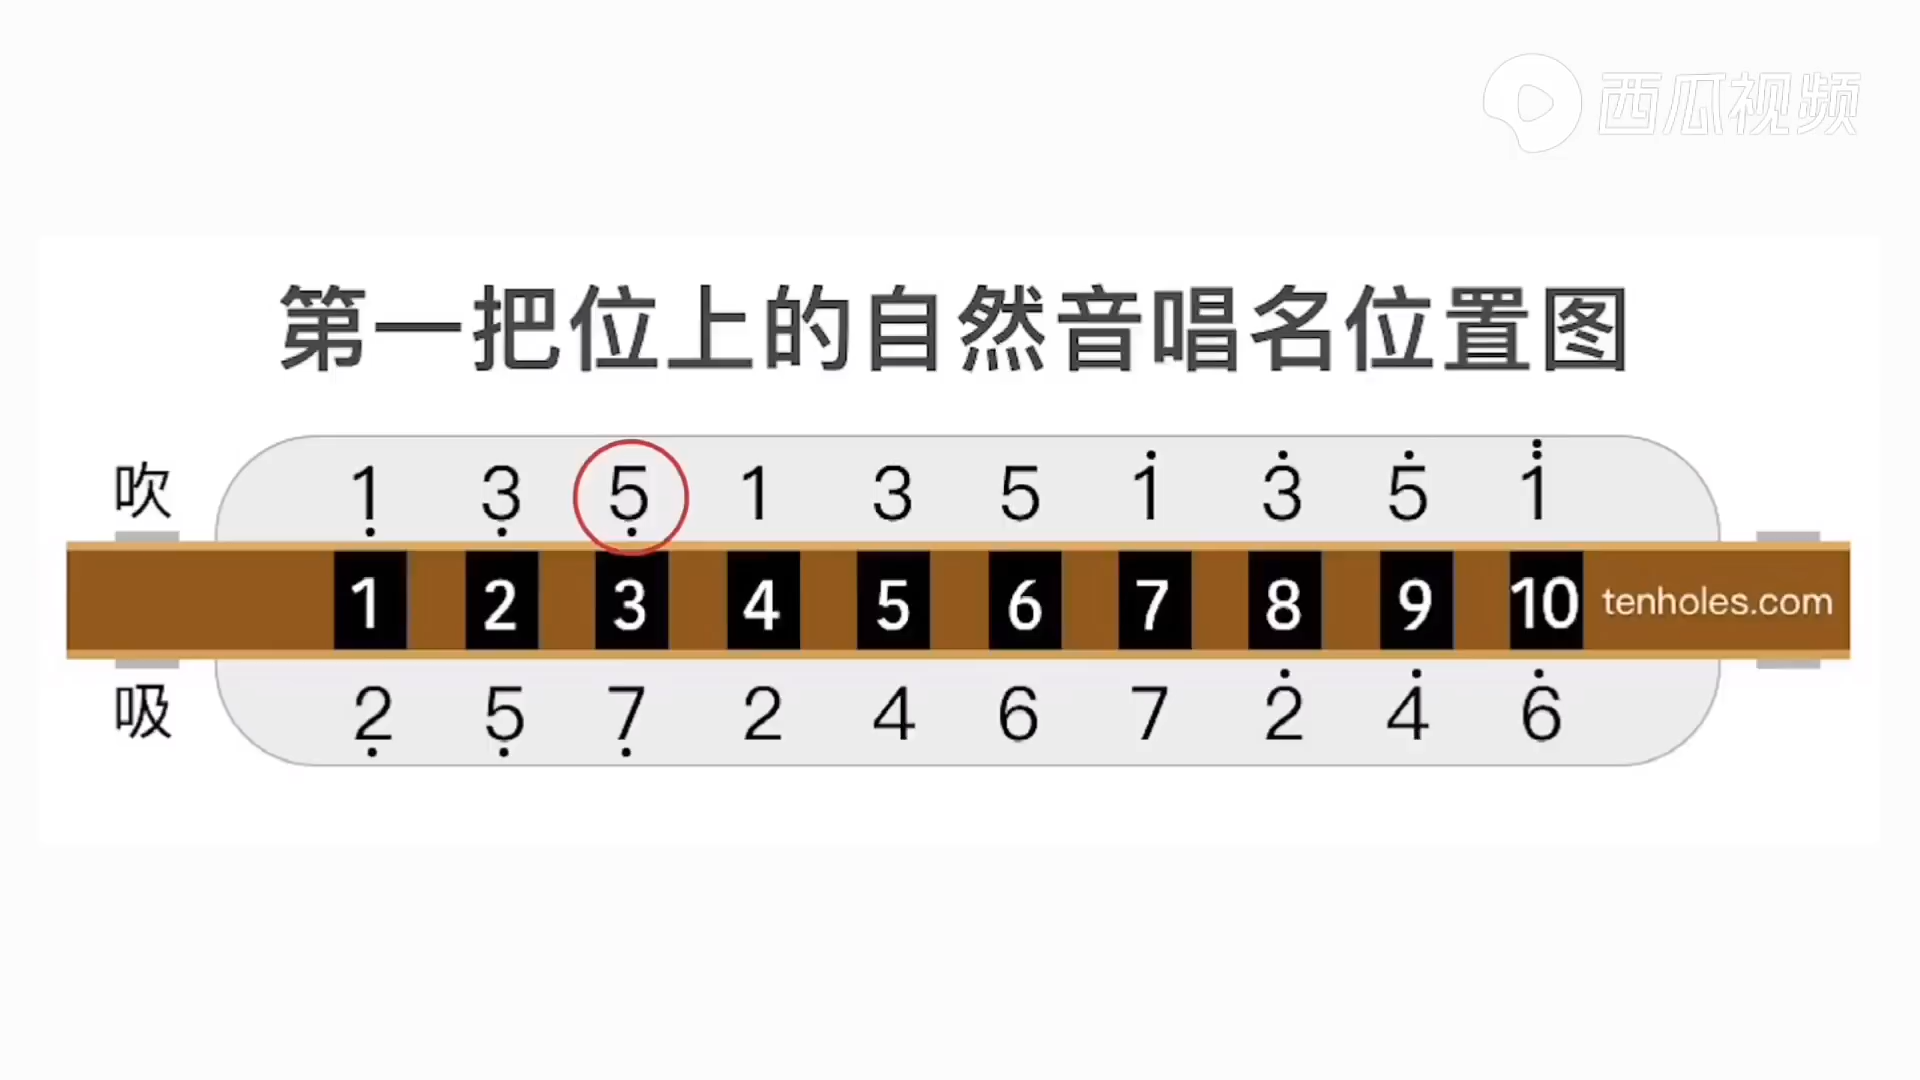 西瓜视频
第一把位上的自然音唱名位置图
吹 1̣ 3̣ 5̣ 1 3 5 1̇ 3̇ 5̇ 1̈
1 2 3 4 5 6 7 8 9 10 tenholes.com
吸 2̣ 5̣ 7̣ 2 4 6 7 2̇ 4̇ 6̇